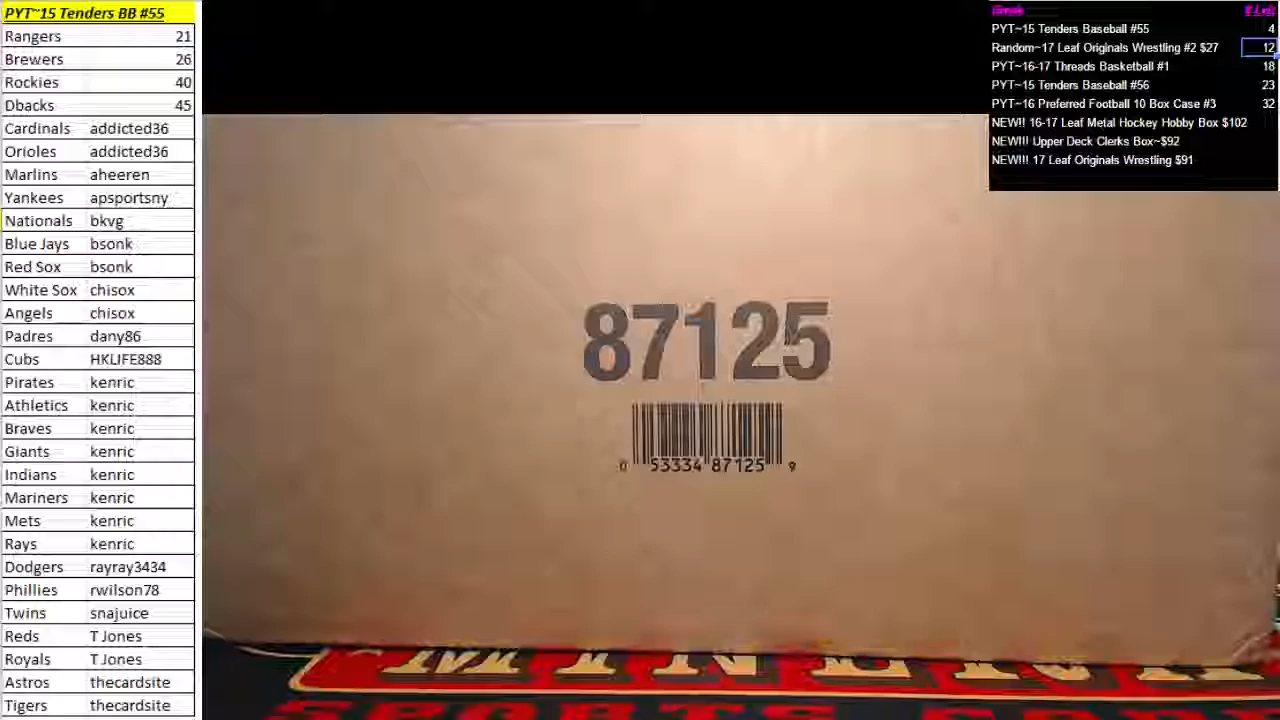 PYT~15 Tenders BB #55
Rangers 21
Brewers 26
Rockies 40
Dbacks 45
Cardinals addicted36
Orioles addicted36
Marlins aheeren
Yankees apsportsny
Nationals bkvg
Blue Jays bsonk
Red Sox bsonk
White Sox chisox
Angels chisox
Padres dany86
Cubs HKLIFE888
Pirates kenric
Athletics kenric
Braves kenric
Giants kenric
Indians kenric
Mariners kenric
Mets kenric
Rays kenric
Dodgers rayray3434
Phillies rwilson78
Twins snajuice
Reds T Jones
Royals T Jones
Astros thecardsite
Tigers thecardsite
87125
0 53334 87125 9
Break # Left
PYT~15 Tenders Baseball #55 4
Random~17 Leaf Originals Wrestling #2 $27 12
PYT~16-17 Threads Basketball #1 18
PYT~15 Tenders Baseball #56 23
PYT~16 Preferred Football 10 Box Case #3 32
NEW!! 16-17 Leaf Metal Hockey Hobby Box $102
NEW!!! Upper Deck Clerks Box~$92
NEW!!! 17 Leaf Originals Wrestling $91